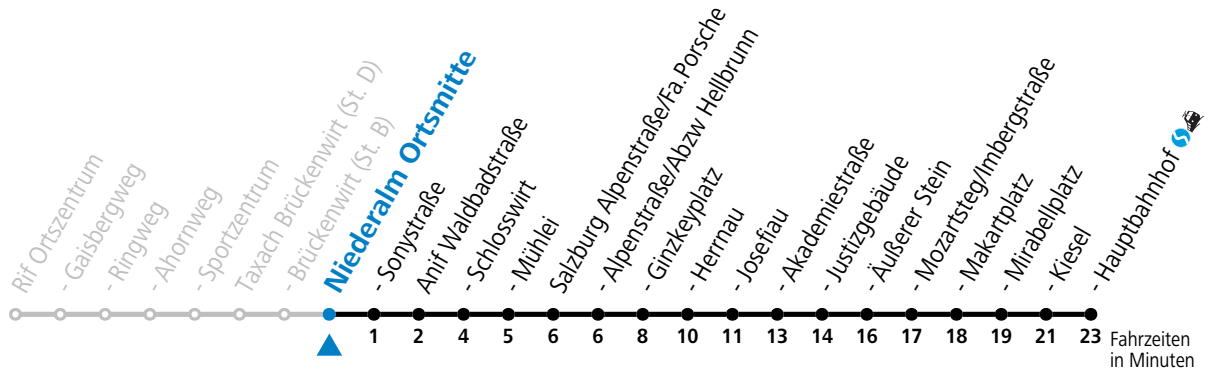 Rif Ortszentrum
- Gaisbergweg
- Ringweg
- Ahornweg
- Sportzentrum
Taxach Brückenwirt (St. D)
- Brückenwirt (St. B)
Niederalm Ortsmitte
- Sonystraße
Anif Waldbadstraße
- Schlosswirt
- Mühlei
Salzburg Alpenstraße/Fa. Porsche
- Alpenstraße/Abzw Hellbrunn
- Ginzkeyplatz
- Herrnau
- Josefiau
- Akademiestraße
- Justizgebäude
- Äußerer Stein
- Mozartsteg/Imbergstraße
- Makartplatz
- Mirabellplatz
- Kiesel
- Hauptbahnhof S
1 2 4 5 6 6 8 10 11 13 14 16 17 18 19 21 23 Fahrzeiten
in Minuten